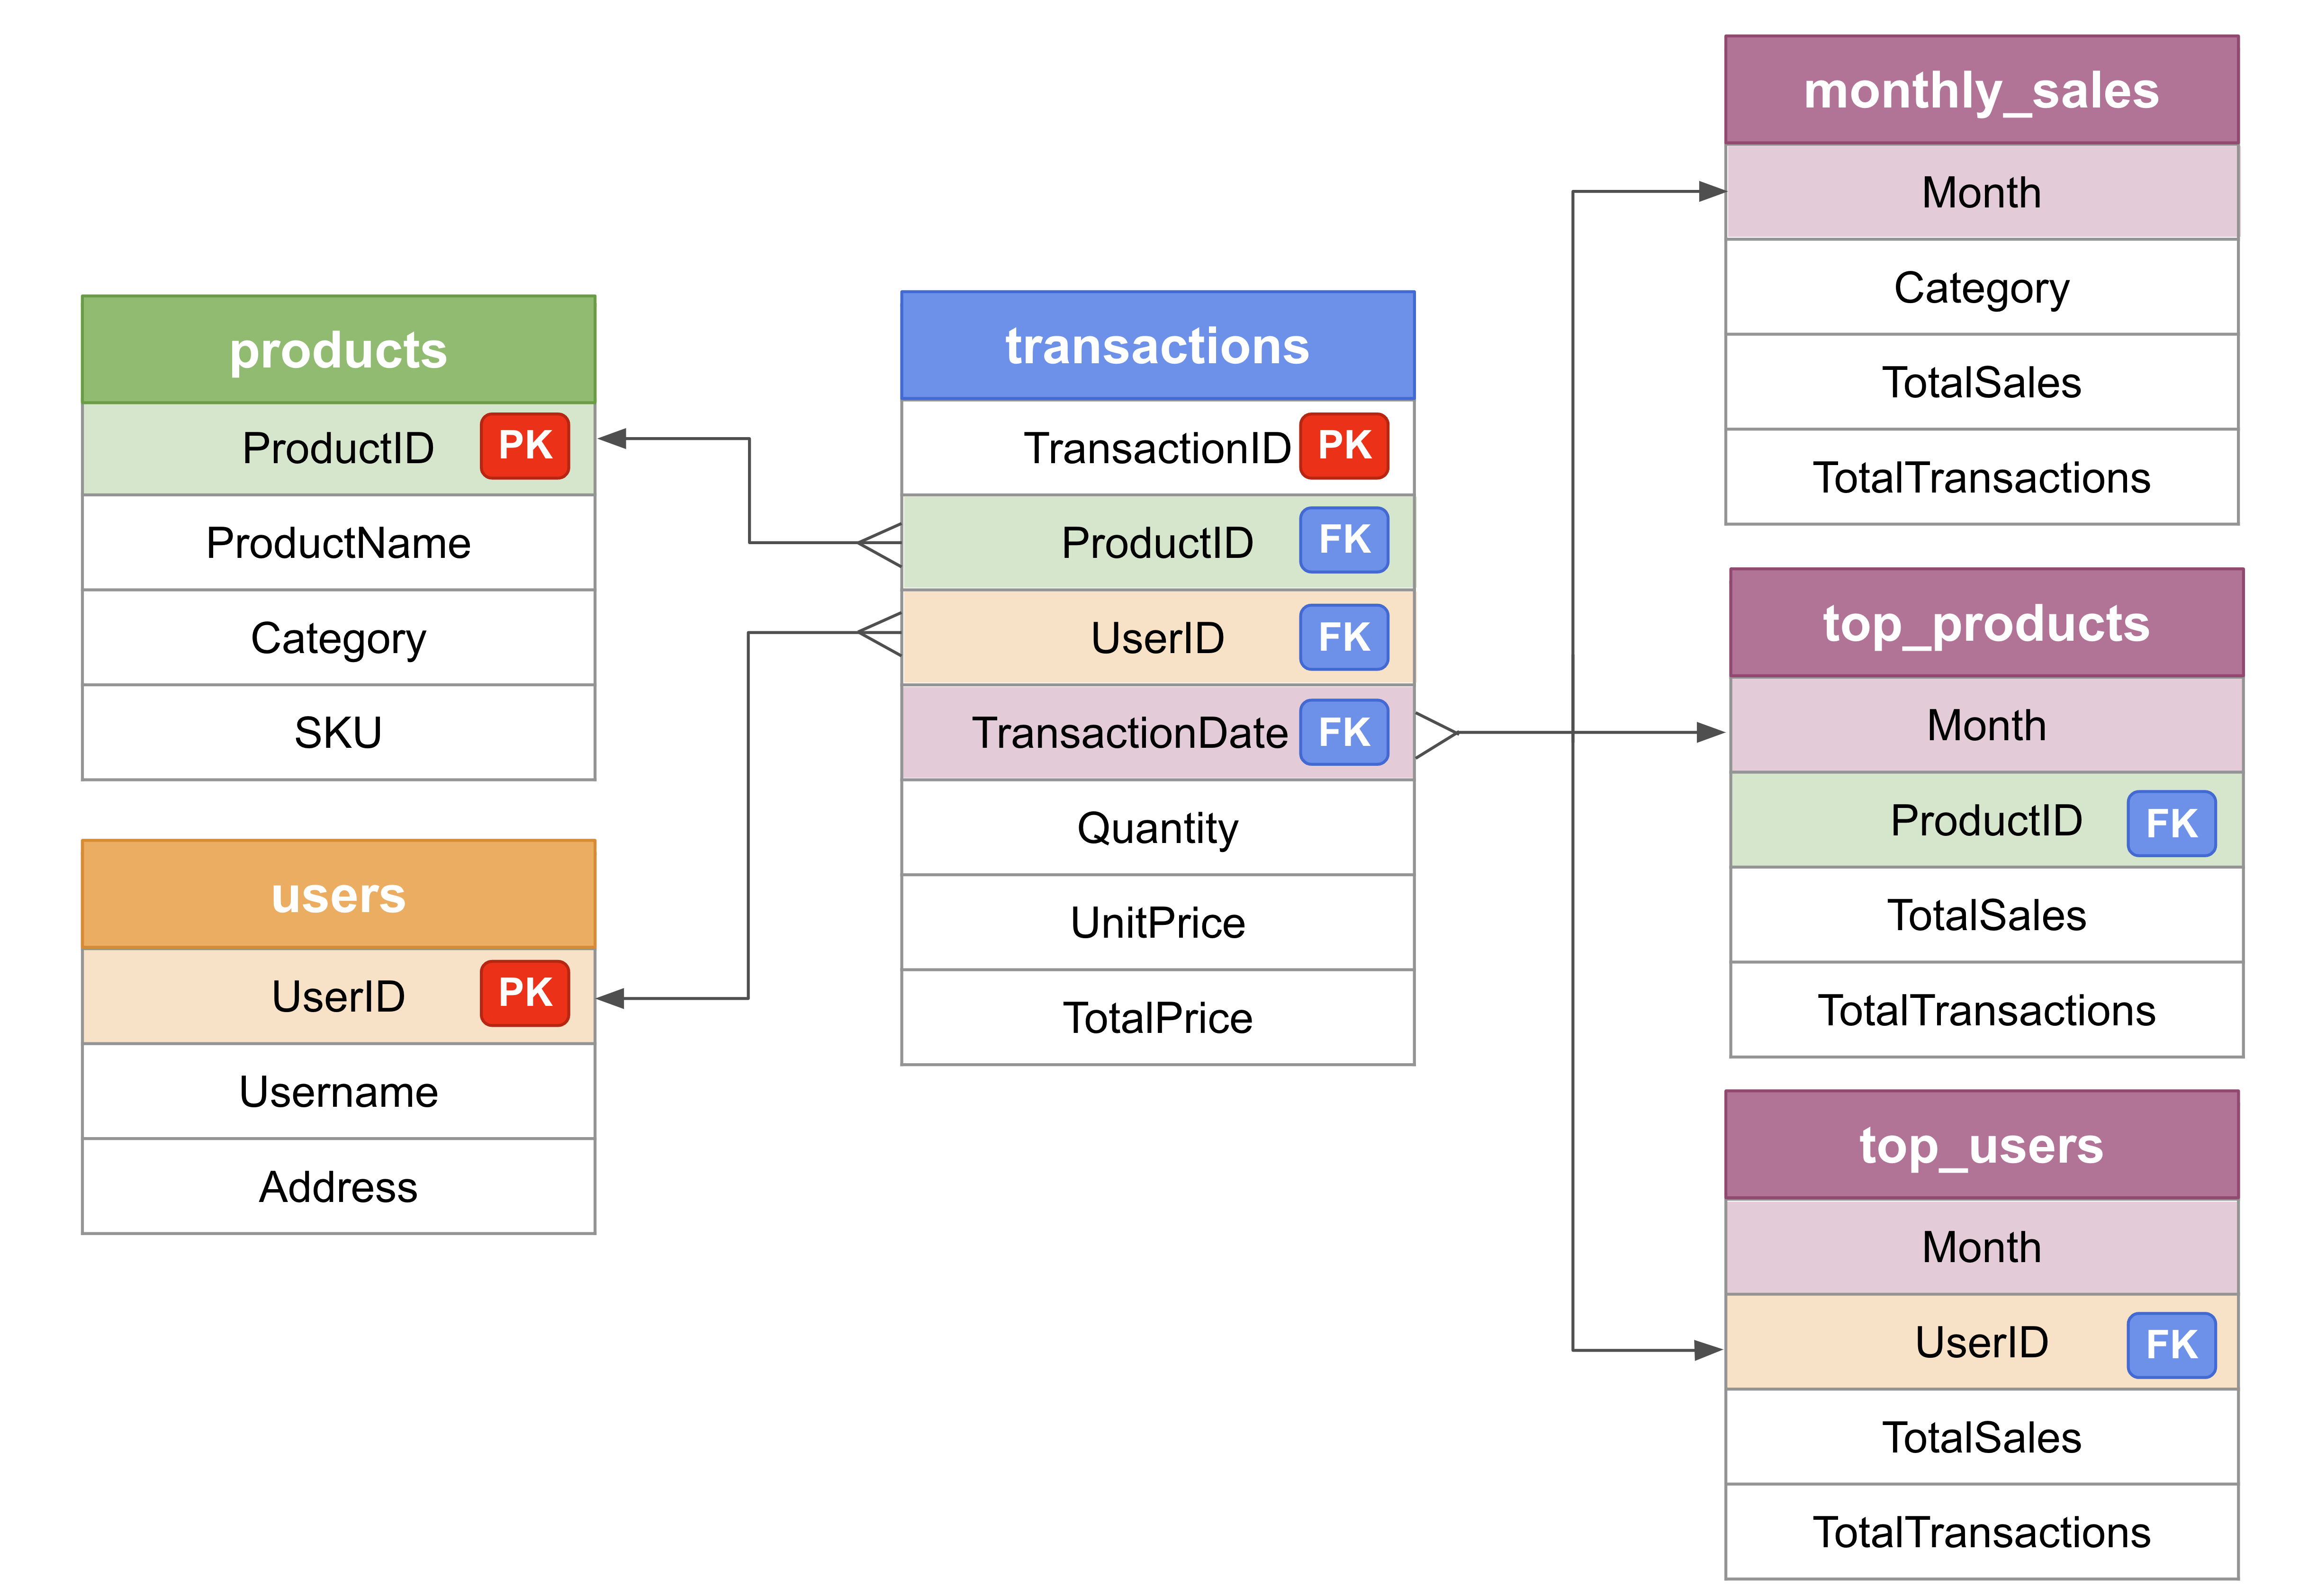 products
ProductID PK
ProductName
Category
SKU
users
UserID PK
Username
Address
transactions
TransactionID PK
ProductID FK
UserID FK
TransactionDate FK
Quantity
UnitPrice
TotalPrice
monthly_sales
Month
Category
TotalSales
TotalTransactions
top_products
Month
ProductID FK
TotalSales
TotalTransactions
top_users
Month
UserID FK
TotalSales
TotalTransactions